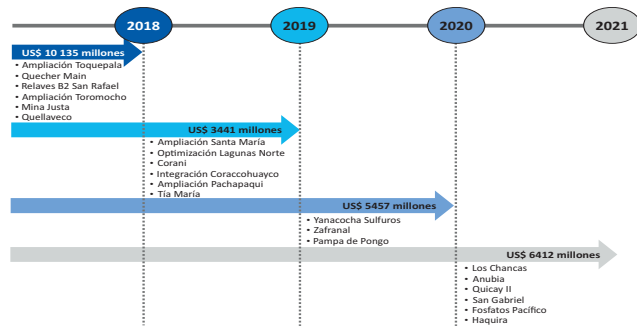 2018
2019
2020
2021
US$ 10 135 millones
• Ampliación Toquepala
• Quecher Main
• Relaves B2 San Rafael
• Ampliación Toromocho
• Mina Justa
• Quellaveco
US$ 3441 millones
• Ampliación Santa María
• Optimización Lagunas Norte
• Corani
• Integración Coraccohuayco
• Ampliación Pachapaqui
• Tía María
US$ 5457 millones
• Yanacocha Sulfuros
• Zafranal
• Pampa de Pongo
US$ 6412 millones
• Los Chancas
• Anubia
• Quicay II
• San Gabriel
• Fosfatos Pacífico
• Haquira